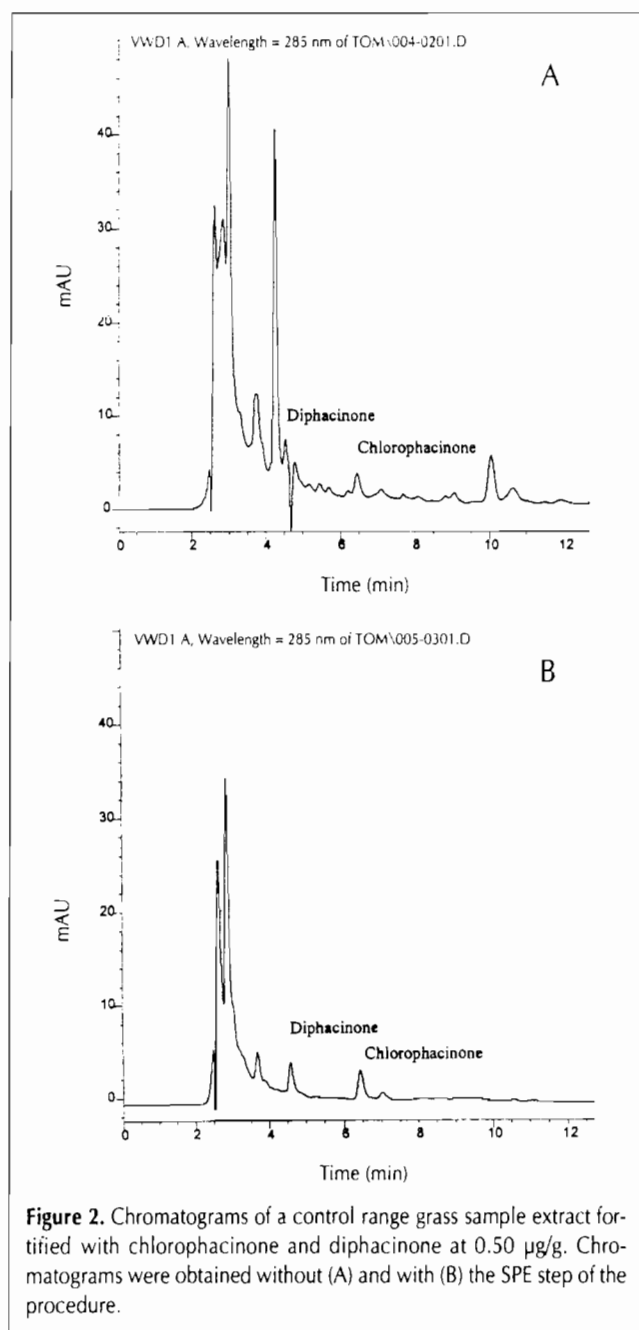 VWD1 A, Wavelength = 285 nm of TOM\004-0201.D
A
40
30
20
10
0
mAU
Diphacinone
Chlorophacinone
0 2 4 6 8 10 12
Time (min)
VWD1 A, Wavelength = 285 nm of TOM\005-0301.D
B
40
30
20
10
0
mAU
Diphacinone
Chlorophacinone
0 2 4 6 8 10 12
Time (min)
Figure 2. Chromatograms of a control range grass sample extract for-
tified with chlorophacinone and diphacinone at 0.50 µg/g. Chro-
matograms were obtained without (A) and with (B) the SPE step of the
procedure.